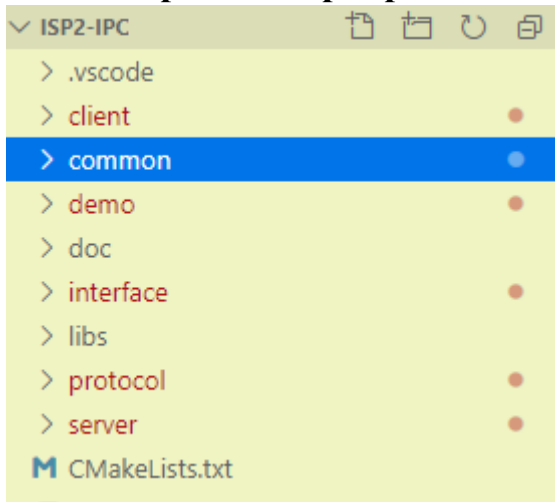 ISP2-IPC
.vscode
client
common
demo
doc
interface
libs
protocol
server
M CMakeLists.txt